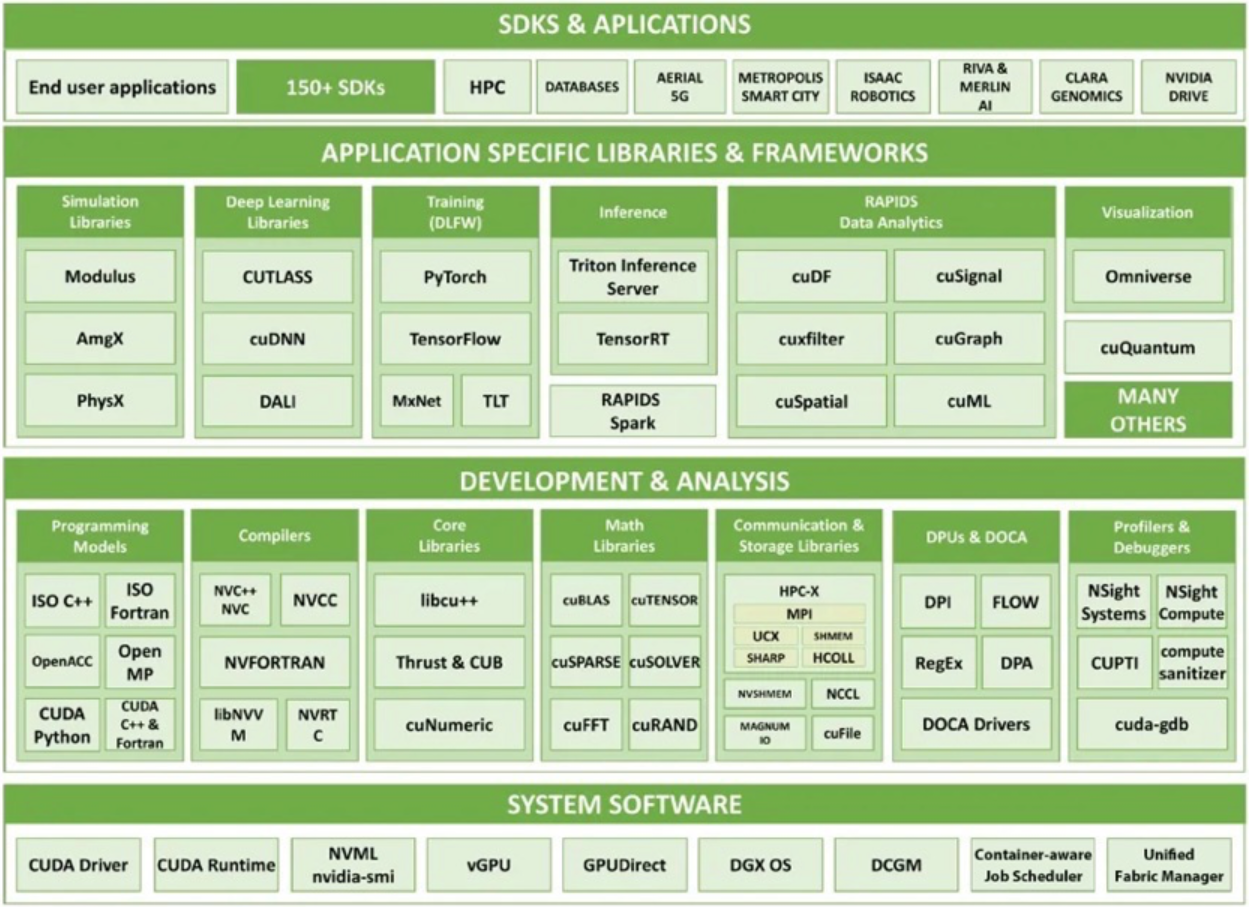 SDKS & APLICATIONS
End user applications
150+ SDKs
HPC
DATABASES
AERIAL
5G
METROPOLIS
SMART CITY
ISAAC
ROBOTICS
RIVA &
MERLIN
AI
CLARA
GENOMICS
NVIDIA
DRIVE
APPLICATION SPECIFIC LIBRARIES & FRAMEWORKS
Simulation
Libraries
Modulus
AmgX
PhysX
Deep Learning
Libraries
CUTLASS
cuDNN
DALI
Training
(DLFW)
PyTorch
TensorFlow
MxNet
TLT
Inference
Triton Inference
Server
TensorRT
RAPIDS
Spark
RAPIDS
Data Analytics
cuDF
cuSignal
cuxfilter
cuGraph
cuSpatial
cuML
Visualization
Omniverse
cuQuantum
MANY
OTHERS
DEVELOPMENT & ANALYSIS
Programming
Models
ISO C++
ISO
Fortran
OpenACC
Open
MP
CUDA
Python
CUDA
C++ &
Fortran
Compilers
NVC++
NVC
NVCC
NVFORTRAN
libNVV
M
NVRT
C
Core
Libraries
libcu++
Thrust & CUB
cuNumeric
Math
Libraries
cuBLAS
cuTENSOR
cuSPARSE
cuSOLVER
cuFFT
cuRAND
Communication &
Storage Libraries
HPC-X
MPI
UCX
SHMEM
SHARP
HCOLL
NVSHMEM
NCCL
MAGNUM
IO
cuFile
DPUs & DOCA
DPI
FLOW
RegEx
DPA
DOCA Drivers
Profilers &
Debuggers
NSight
Systems
NSight
Compute
CUPTI
compute
sanitizer
cuda-gdb
SYSTEM SOFTWARE
CUDA Driver
CUDA Runtime
NVML
nvidia-smi
vGPU
GPUDirect
DGX OS
DCGM
Container-aware
Job Scheduler
Unified
Fabric Manager